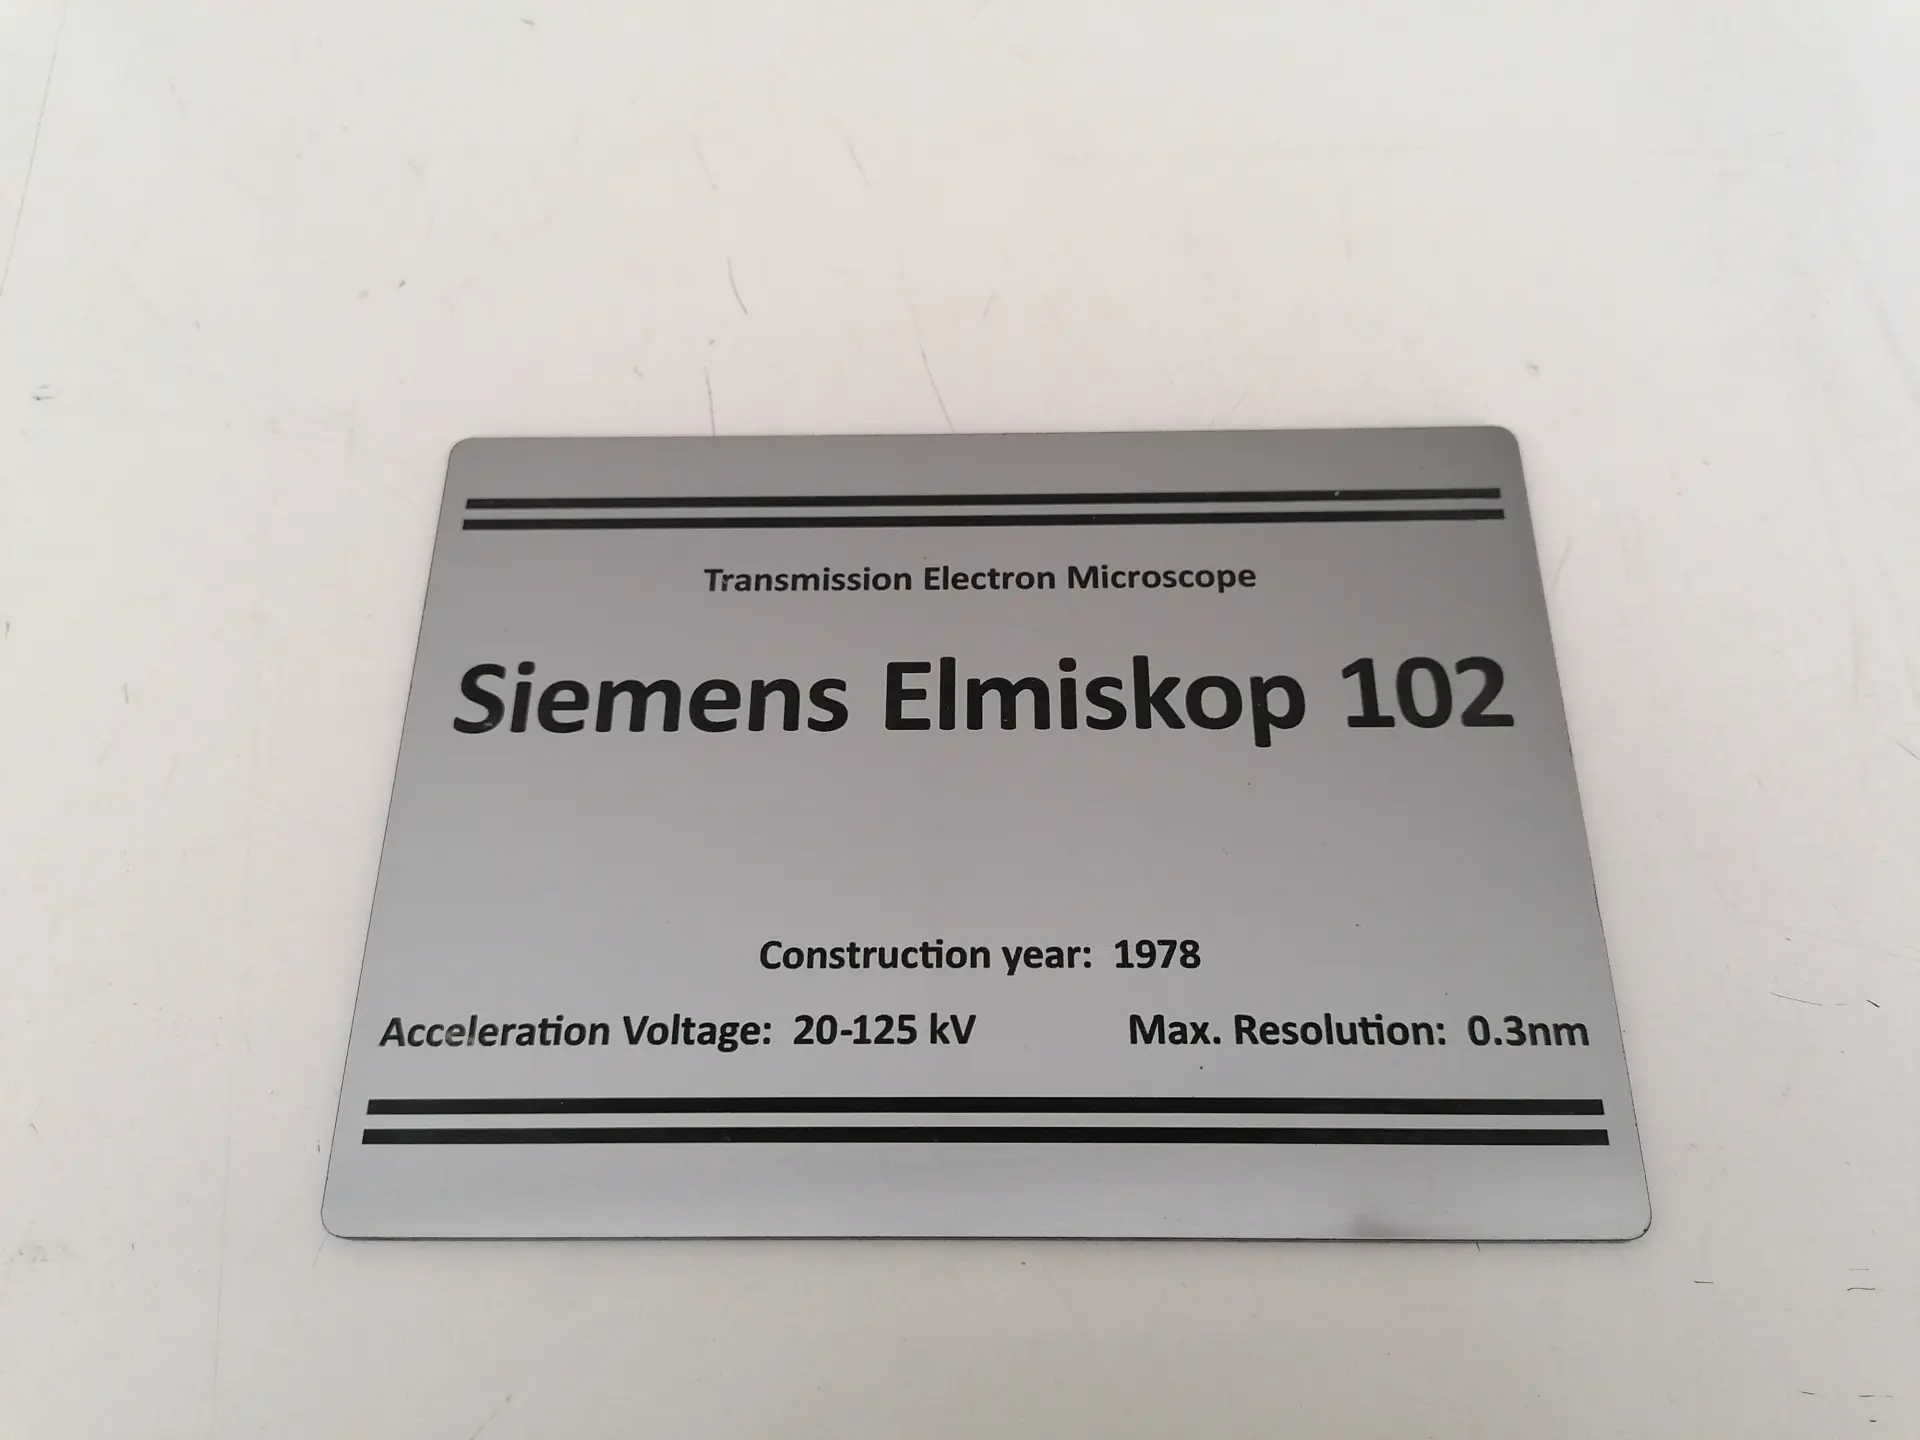 Transmission Electron Microscope
Siemens Elmiskop 102
Construction year: 1978
Acceleration Voltage: 20-125 kV Max. Resolution: 0.3nm